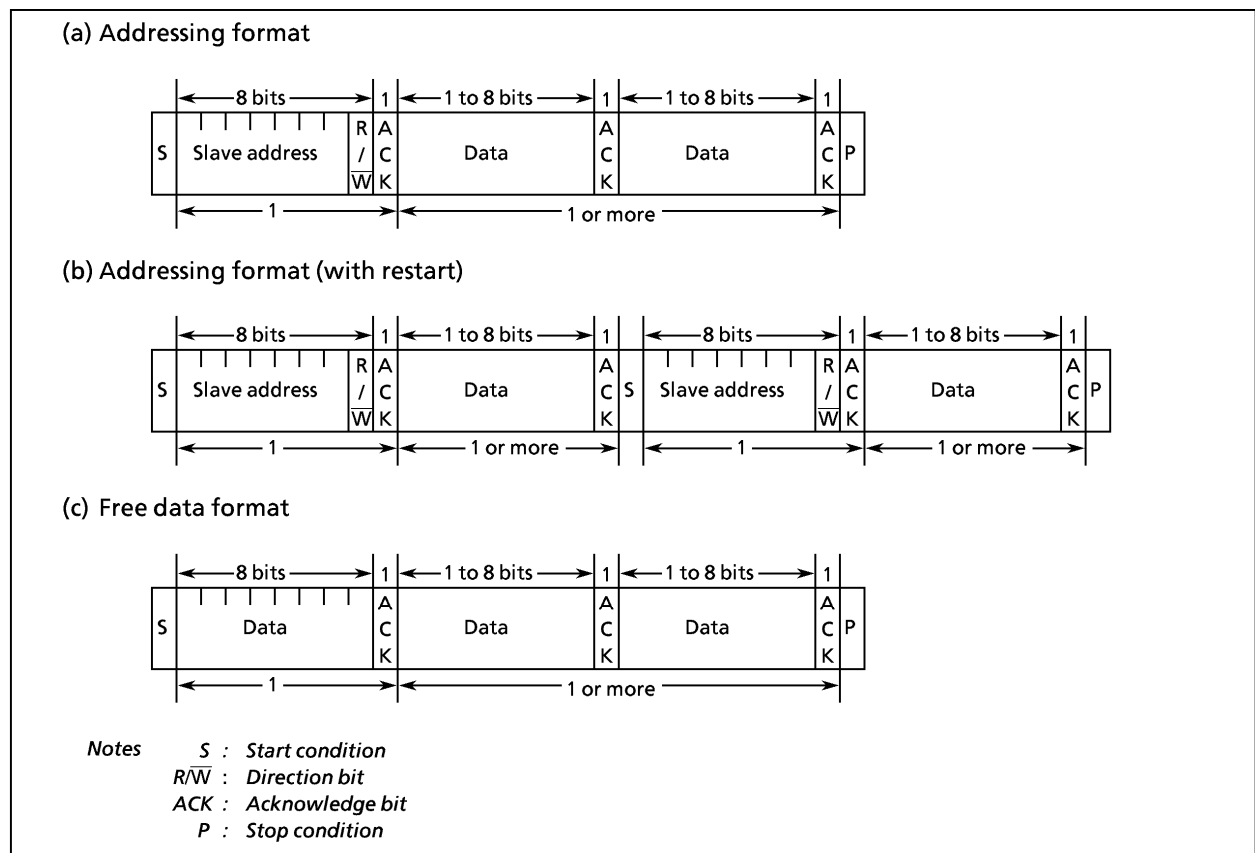 (a) Addressing format
8 bits 1 1 to 8 bits 1 1 to 8 bits 1
S Slave address R/W̅ ACK Data ACK Data ACK P
1 1 or more
(b) Addressing format (with restart)
8 bits 1 1 to 8 bits 1 8 bits 1 1 to 8 bits 1
S Slave address R/W̅ ACK Data ACK S Slave address R/W̅ ACK Data ACK P
1 1 or more 1 1 or more
(c) Free data format
8 bits 1 1 to 8 bits 1 1 to 8 bits 1
S Data ACK Data ACK Data ACK P
1 1 or more
Notes S : Start condition
R/W̅ : Direction bit
ACK : Acknowledge bit
P : Stop condition